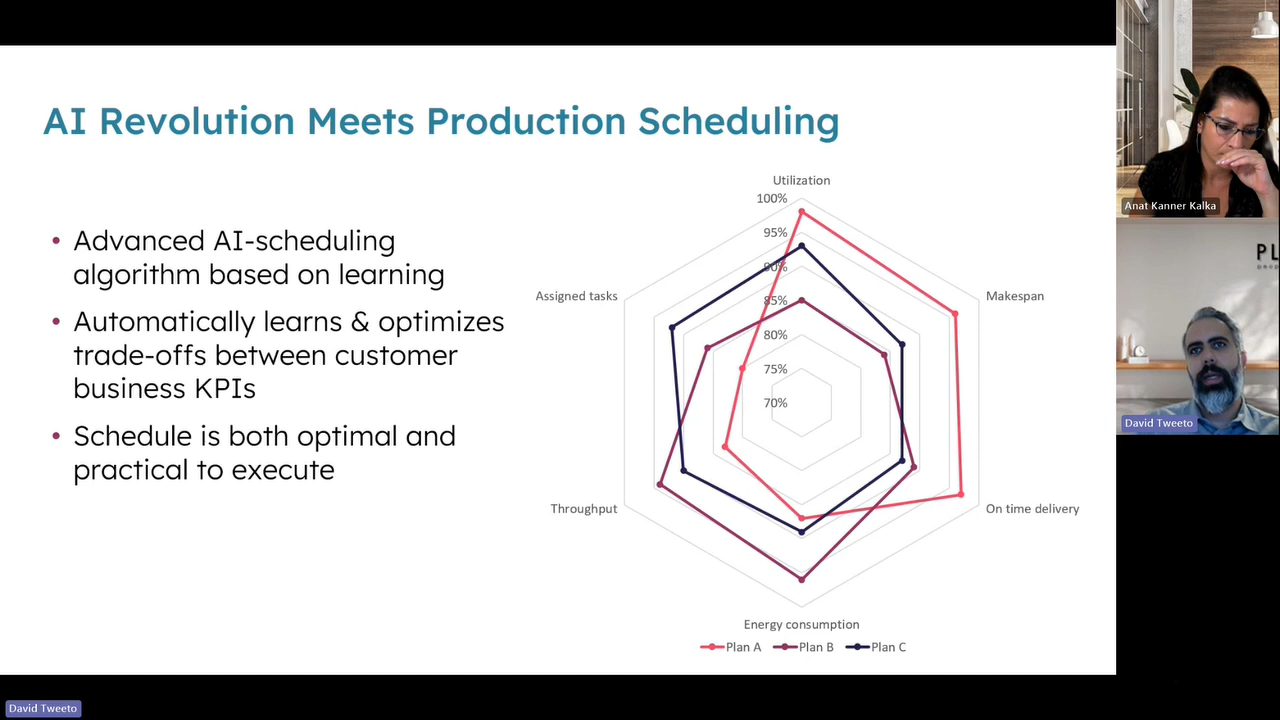 AI Revolution Meets Production Scheduling
• Advanced AI-scheduling
algorithm based on learning
• Automatically learns & optimizes
trade-offs between customer
business KPIs
• Schedule is both optimal and
practical to execute
Utilization
100%
95%
90%
85%
80%
75%
70%
Assigned tasks
Makespan
Throughput
On time delivery
Energy consumption
Plan A Plan B Plan C
Anat Kanner Kalka
PL
David Tweeto
David Tweeto